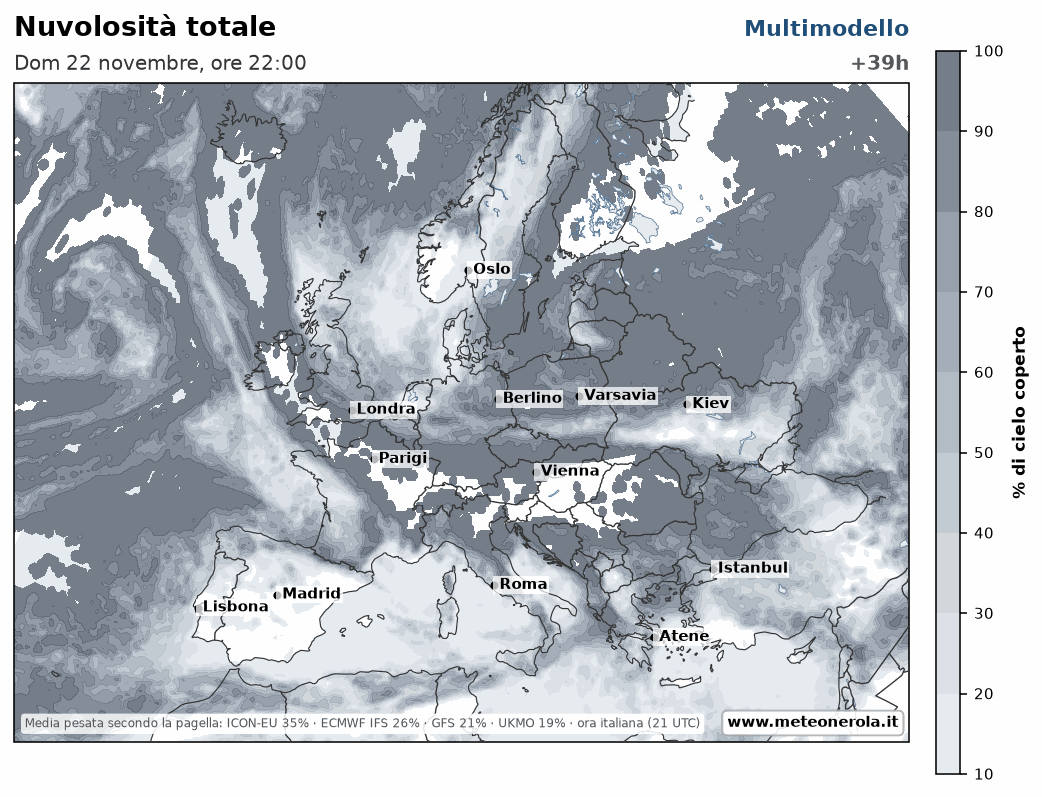 Nuvolosità totale
Multimodello
Dom 22 novembre, ore 22:00
+39h
Oslo
Londra
Berlino
Varsavia
Kiev
Parigi
Vienna
Istanbul
Roma
Madrid
Lisbona
Atene
Media pesata secondo la pagella: ICON-EU 35% · ECMWF IFS 26% · GFS 21% · UKMO 19% · ora italiana (21 UTC)
www.meteonerola.it
100
90
80
70
60
50
40
30
20
10
% di cielo coperto